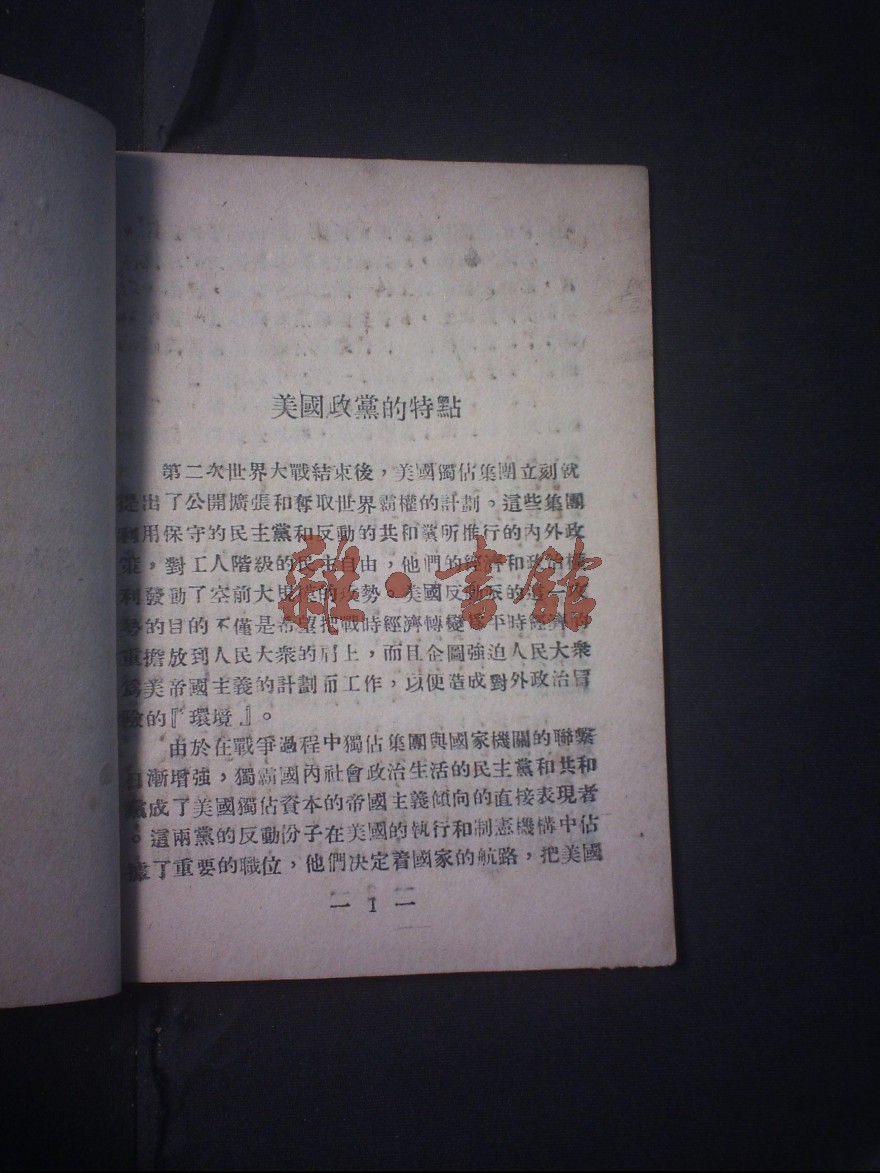 美國政黨的特點
第二次世界大戰結束後，美國獨佔集團立刻就
提出了公開擴張和奪取世界霸權的計劃。這些集團
利用保守的民主黨和反動的共和黨所推行的內外政
策，對工人階級的民主自由，他們的經濟和政治權
利發動了空前大規模的攻勢。美國反動派的這一攻
勢的目的不僅是希望把戰時經濟轉變爲平時經濟的
重擔放到人民大衆的肩上，而且企圖強迫人民大衆
爲美帝國主義的計劃而工作，以便造成對外政治冒
險的『環境』。
由於在戰爭過程中獨佔集團與國家機關的聯繫
日漸增強，獨霸國內社會政治生活的民主黨和共和
黨成了美國獨佔資本的帝國主義傾向的直接表現者
。這兩黨的反動份子在美國的執行和制憲機構中佔
據了重要的職位，他們決定着國家的航路，把美國
— 1 —
雜·書館